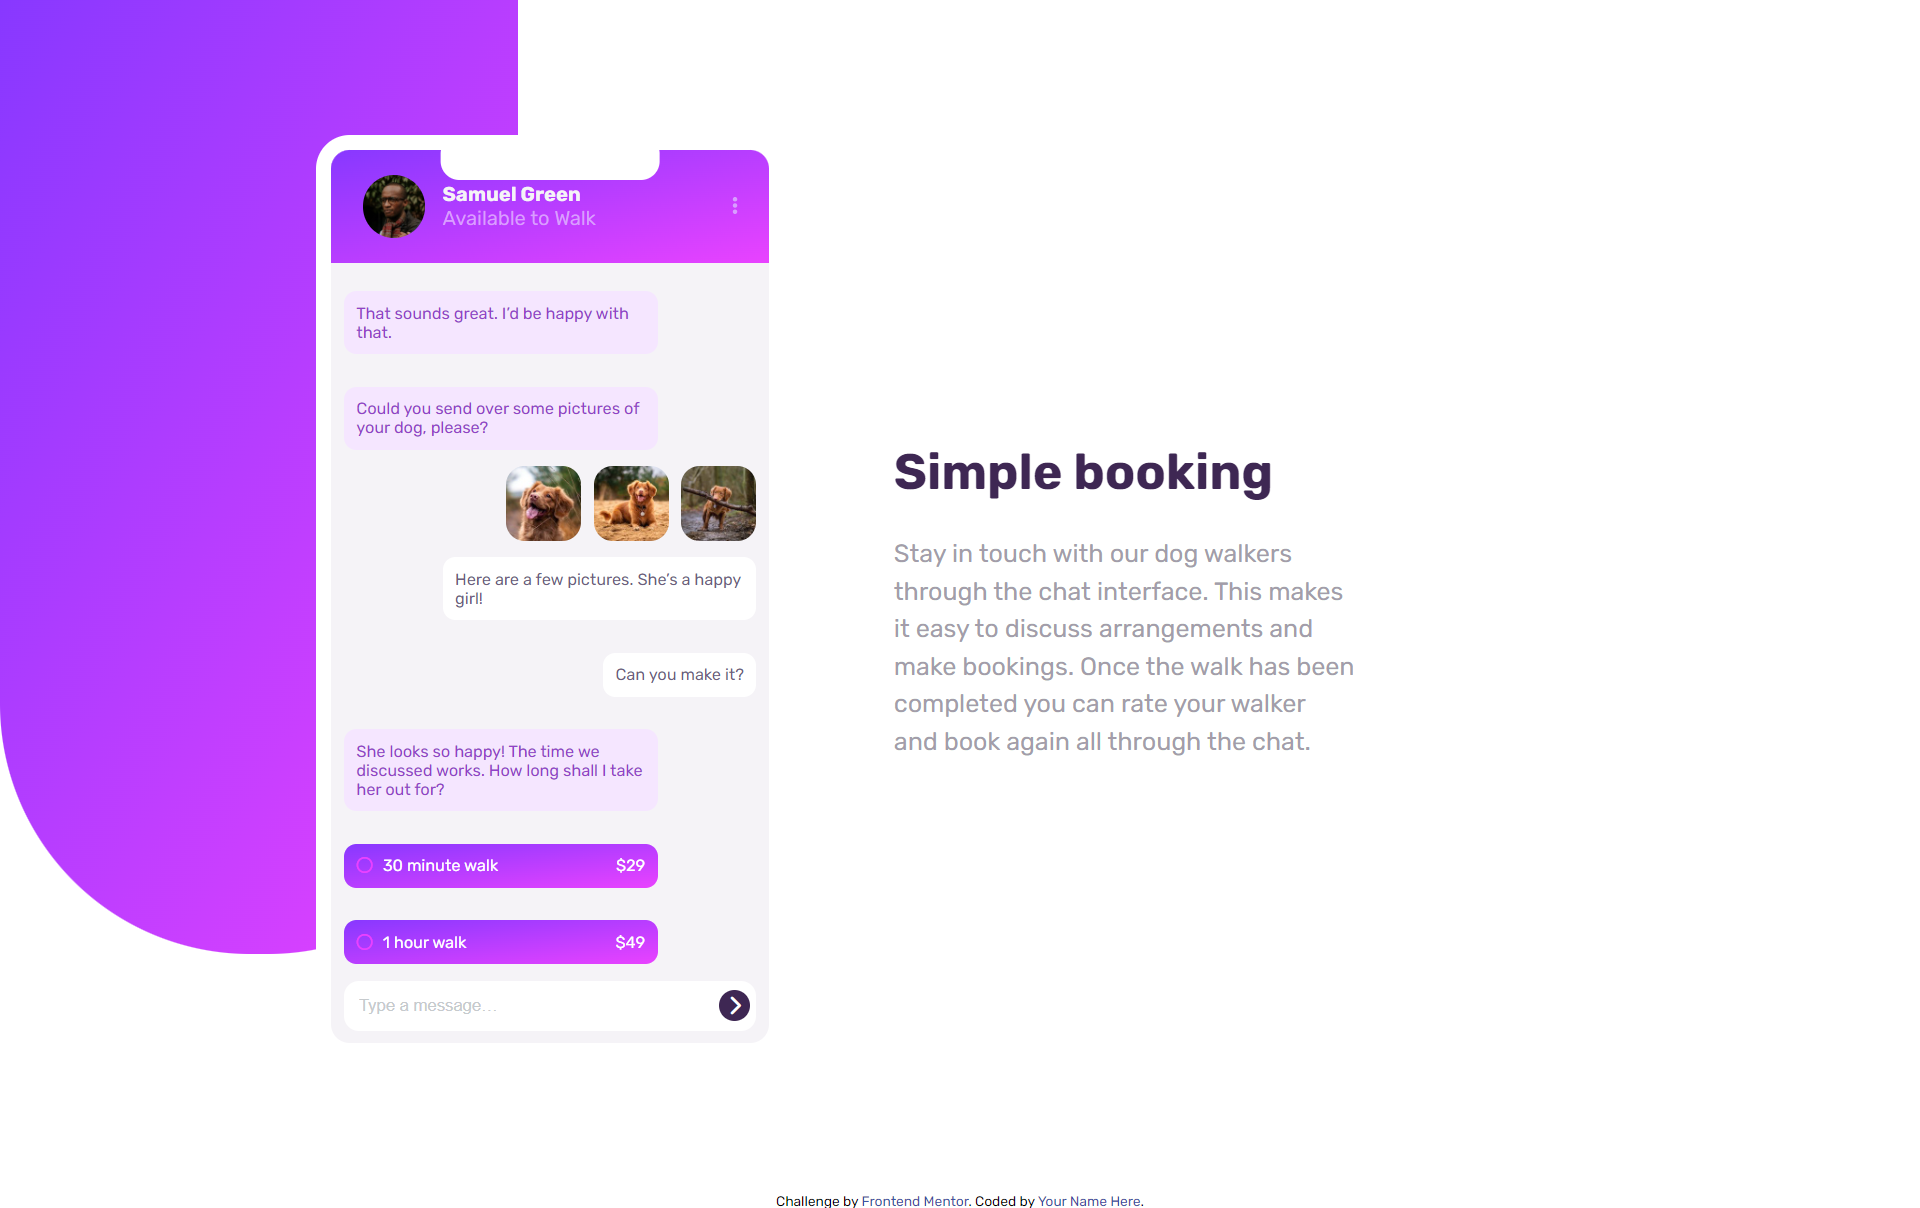 Samuel Green
Available to Walk
That sounds great. I’d be happy with
that.
Could you send over some pictures of
your dog, please?
Here are a few pictures. She’s a happy
girl!
Can you make it?
She looks so happy! The time we
discussed works. How long shall I take
her out for?
30 minute walk $29
1 hour walk $49
Type a message…
Simple booking
Stay in touch with our dog walkers
through the chat interface. This makes
it easy to discuss arrangements and
make bookings. Once the walk has been
completed you can rate your walker
and book again all through the chat.
Challenge by Frontend Mentor. Coded by Your Name Here.